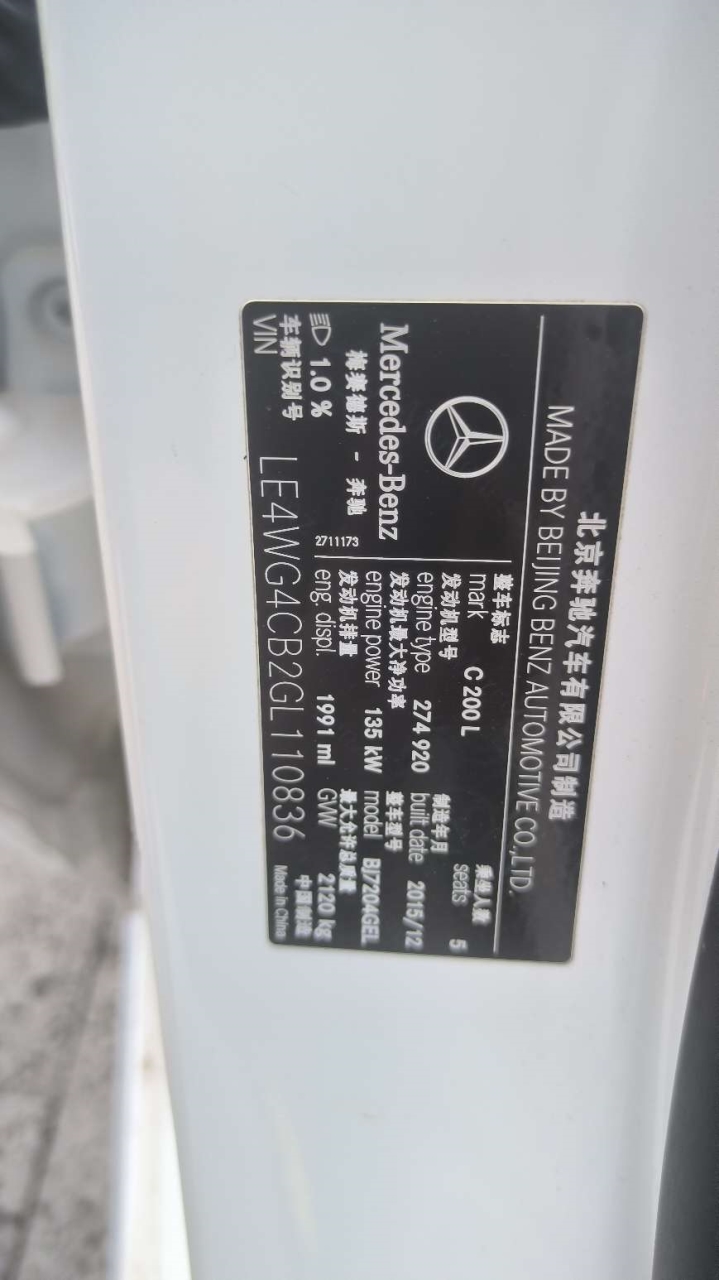 北京奔驰汽车有限公司制造
MADE BY BEIJING BENZ AUTOMOTIVE CO.,LTD.
Mercedes-Benz
梅赛德斯 - 奔驰
2711173
1.0 %
整车标志
mark C 200 L
乘坐人数
seats 5
发动机型号
engine type 274 920
制造年月
built date 2015/12
发动机最大净功率
engine power 135 kW
整车型号
model BJ7204GEL
发动机排量
eng. displ. 1991 ml
最大允许总质量
GVW 2120 kg
车辆识别号
VIN LE4WG4CB2GL110836
中国制造
Made in China